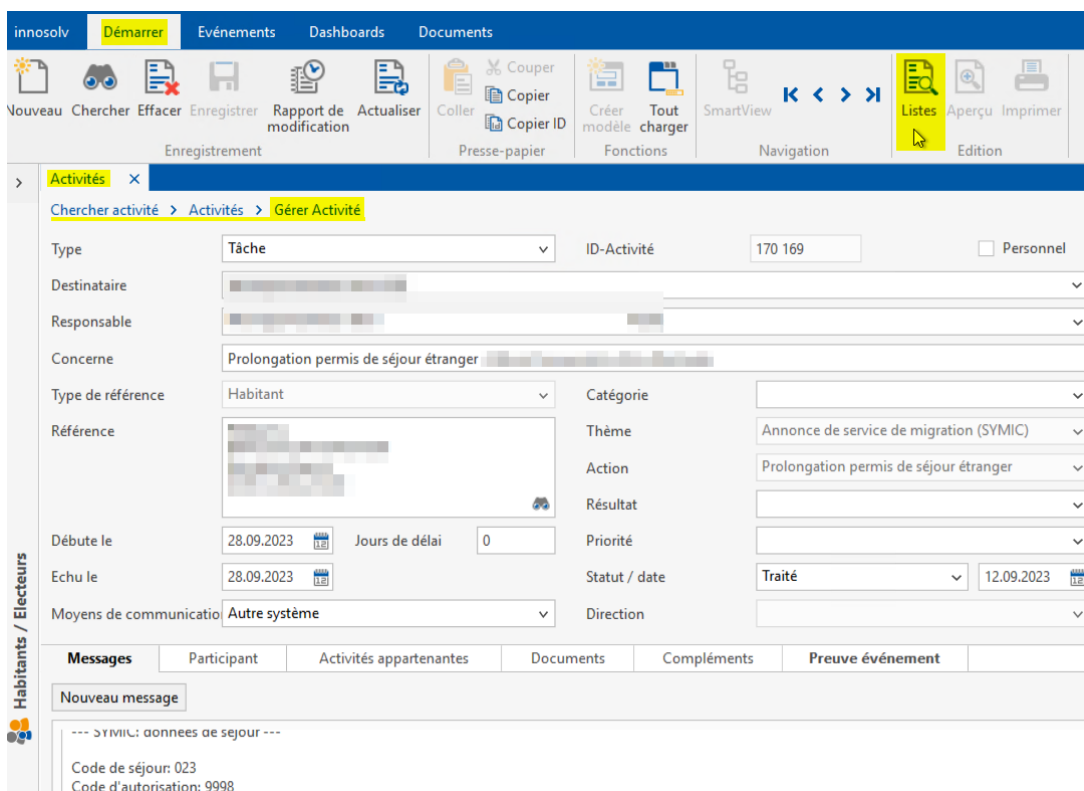 innosolv Démarrer Evénements Dashboards Documents
Nouveau Chercher Effacer Enregistrer Rapport de modification Actualiser Coller Couper Copier Copier ID Créer modèle Tout charger SmartView Listes Aperçu Imprimer
Enregistrement Presse-papier Fonctions Navigation Edition
Activités
Chercher activité > Activités > Gérer Activité
Type Tâche ID-Activité 170 169 Personnel
Destinataire
Responsable
Concerne Prolongation permis de séjour étranger
Type de référence Habitant Catégorie
Référence Thème Annonce de service de migration (SYMIC)
Action Prolongation permis de séjour étranger
Résultat
Débute le 28.09.2023 Jours de délai 0 Priorité
Echu le 28.09.2023 Statut / date Traité 12.09.2023
Moyens de communicatio Autre système Direction
Habitants / Electeurs
Messages Participant Activités appartenantes Documents Compléments Preuve événement
Nouveau message
--- SYMIC: données de séjour ---
Code de séjour: 023
Code d'autorisation: 9998